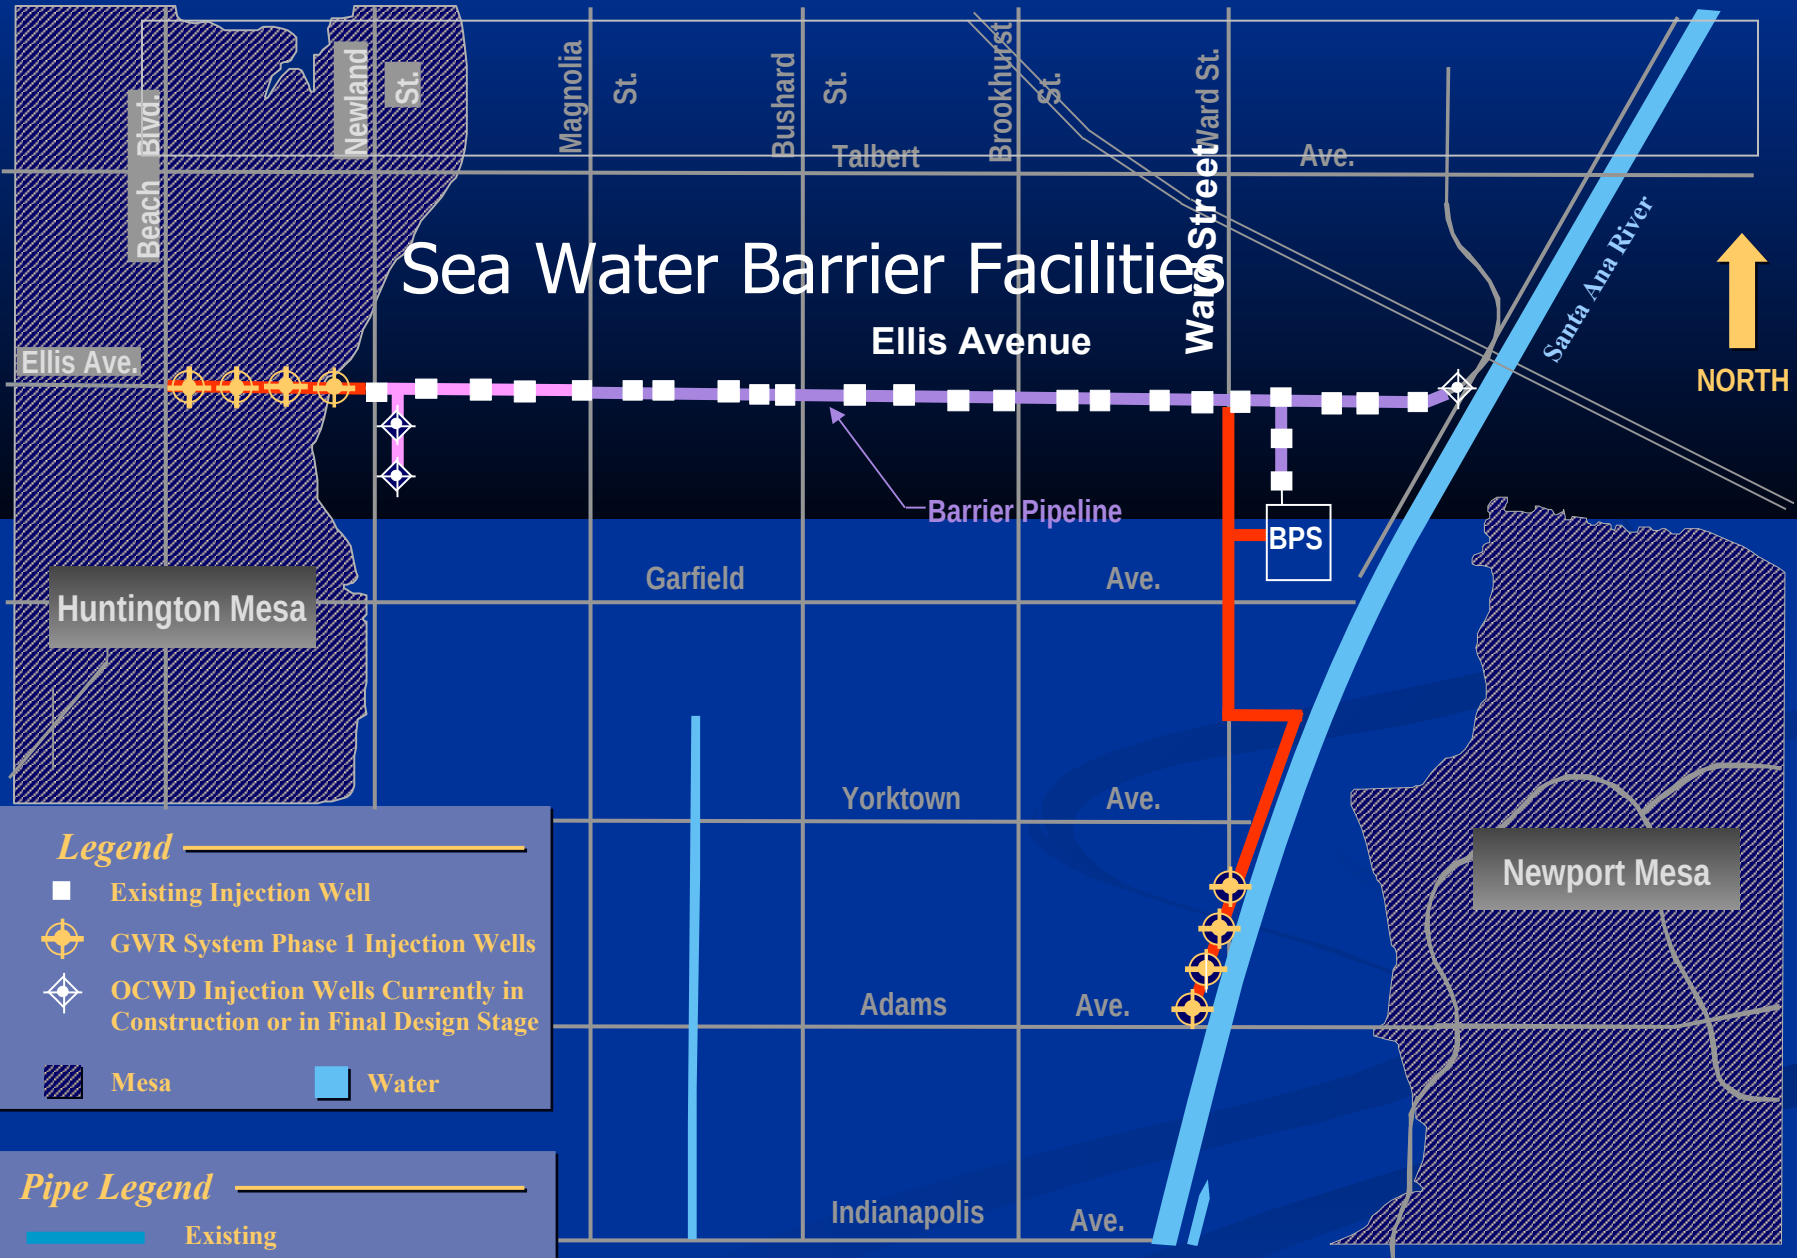 Beach Blvd.
Newland St.
Magnolia St.
Bushard St.
Brookhurst St.
Ward St.
Talbert Ave.
Ward Street
Santa Ana River
Sea Water Barrier Facilities
Ellis Avenue
Ellis Ave.
NORTH
Barrier Pipeline
BPS
Garfield Ave.
Huntington Mesa
Yorktown Ave.
Newport Mesa
Adams Ave.
Indianapolis Ave.
Legend
Existing Injection Well
GWR System Phase 1 Injection Wells
OCWD Injection Wells Currently in
Construction or in Final Design Stage
Mesa Water
Pipe Legend
Existing